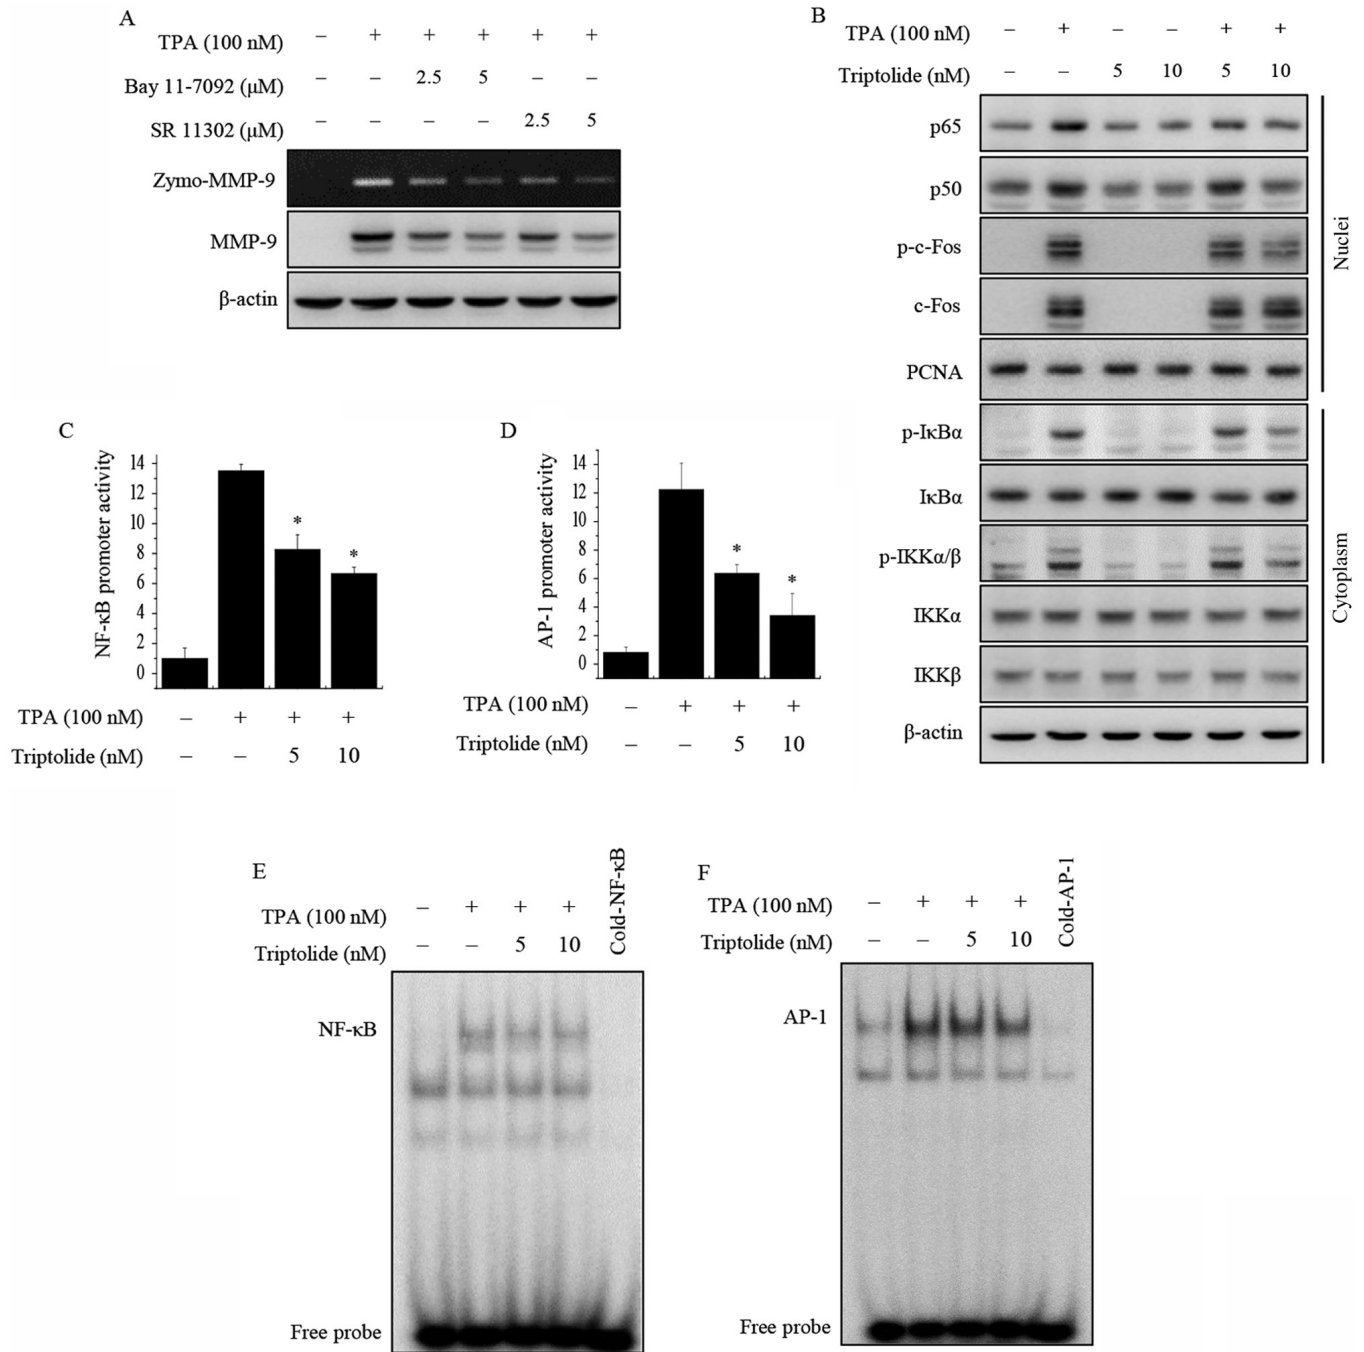 A
TPA (100 nM) – + + + + +
Bay 11-7092 (μM) – – 2.5 5 – –
SR 11302 (μM) – – – – 2.5 5
Zymo-MMP-9
MMP-9
β-actin
B
TPA (100 nM) – + – – + +
Triptolide (nM) – – 5 10 5 10
p65
p50
p-c-Fos
c-Fos
PCNA
Nuclei
p-IκBα
IκBα
p-IKKα/β
IKKα
IKKβ
β-actin
Cytoplasm
C
NF-κB promoter activity
14
12
10
8
6
4
2
0
* *
TPA (100 nM) – + + +
Triptolide (nM) – – 5 10
D
AP-1 promoter activity
14
12
10
8
6
4
2
0
* *
TPA (100 nM) – + + +
Triptolide (nM) – – 5 10
E
TPA (100 nM) – + + +
Triptolide (nM) – – 5 10
Cold-NF-κB
NF-κB
Free probe
F
TPA (100 nM) – + + +
Triptolide (nM) – – 5 10
Cold-AP-1
AP-1
Free probe